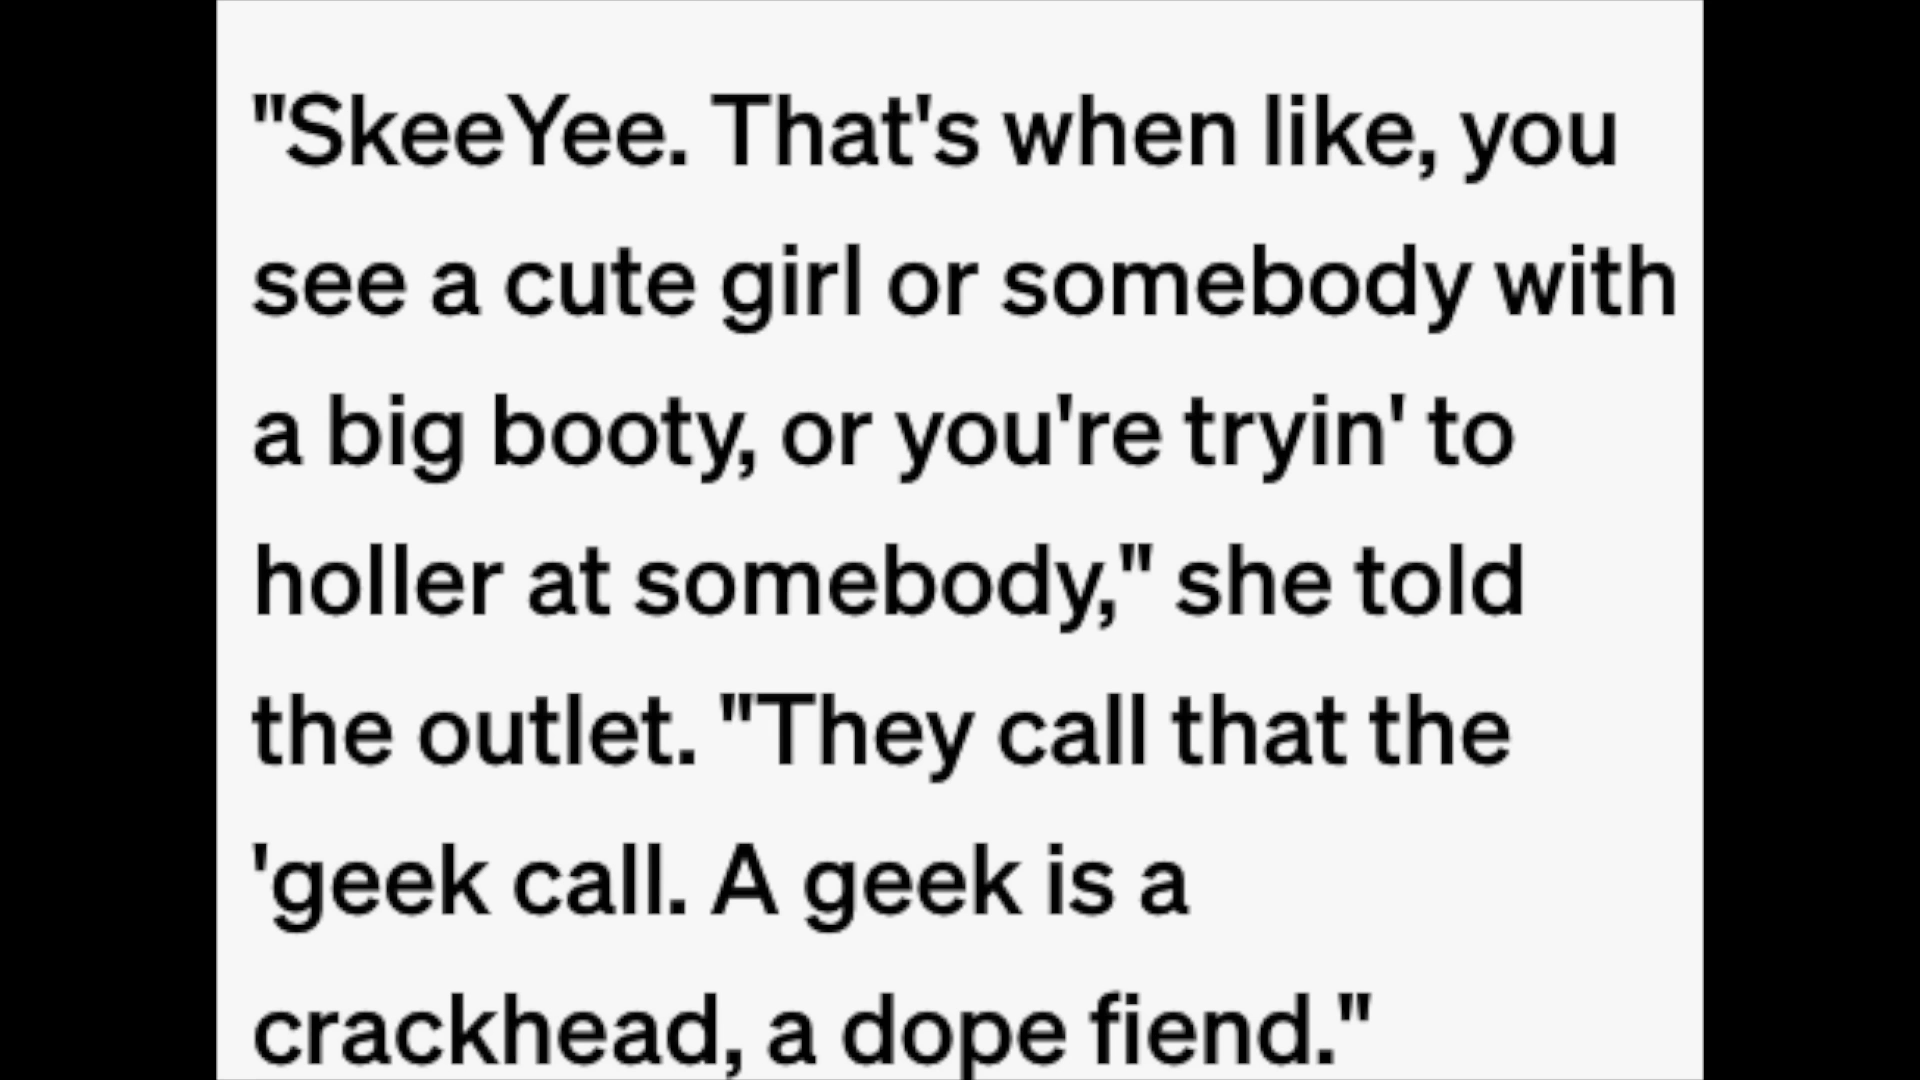 "SkeeYee. That's when like, you
see a cute girl or somebody with
a big booty, or you're tryin' to
holler at somebody," she told
the outlet. "They call that the
'geek call. A geek is a
crackhead, a dope fiend."